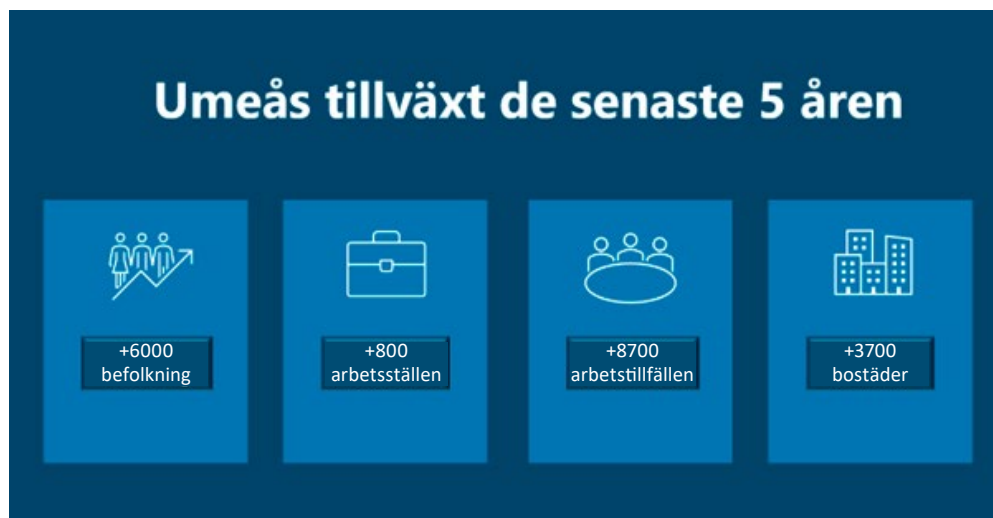 Umeås tillväxt de senaste 5 åren
+6000
befolkning
+800
arbetsställen
+8700
arbetstillfällen
+3700
bostäder